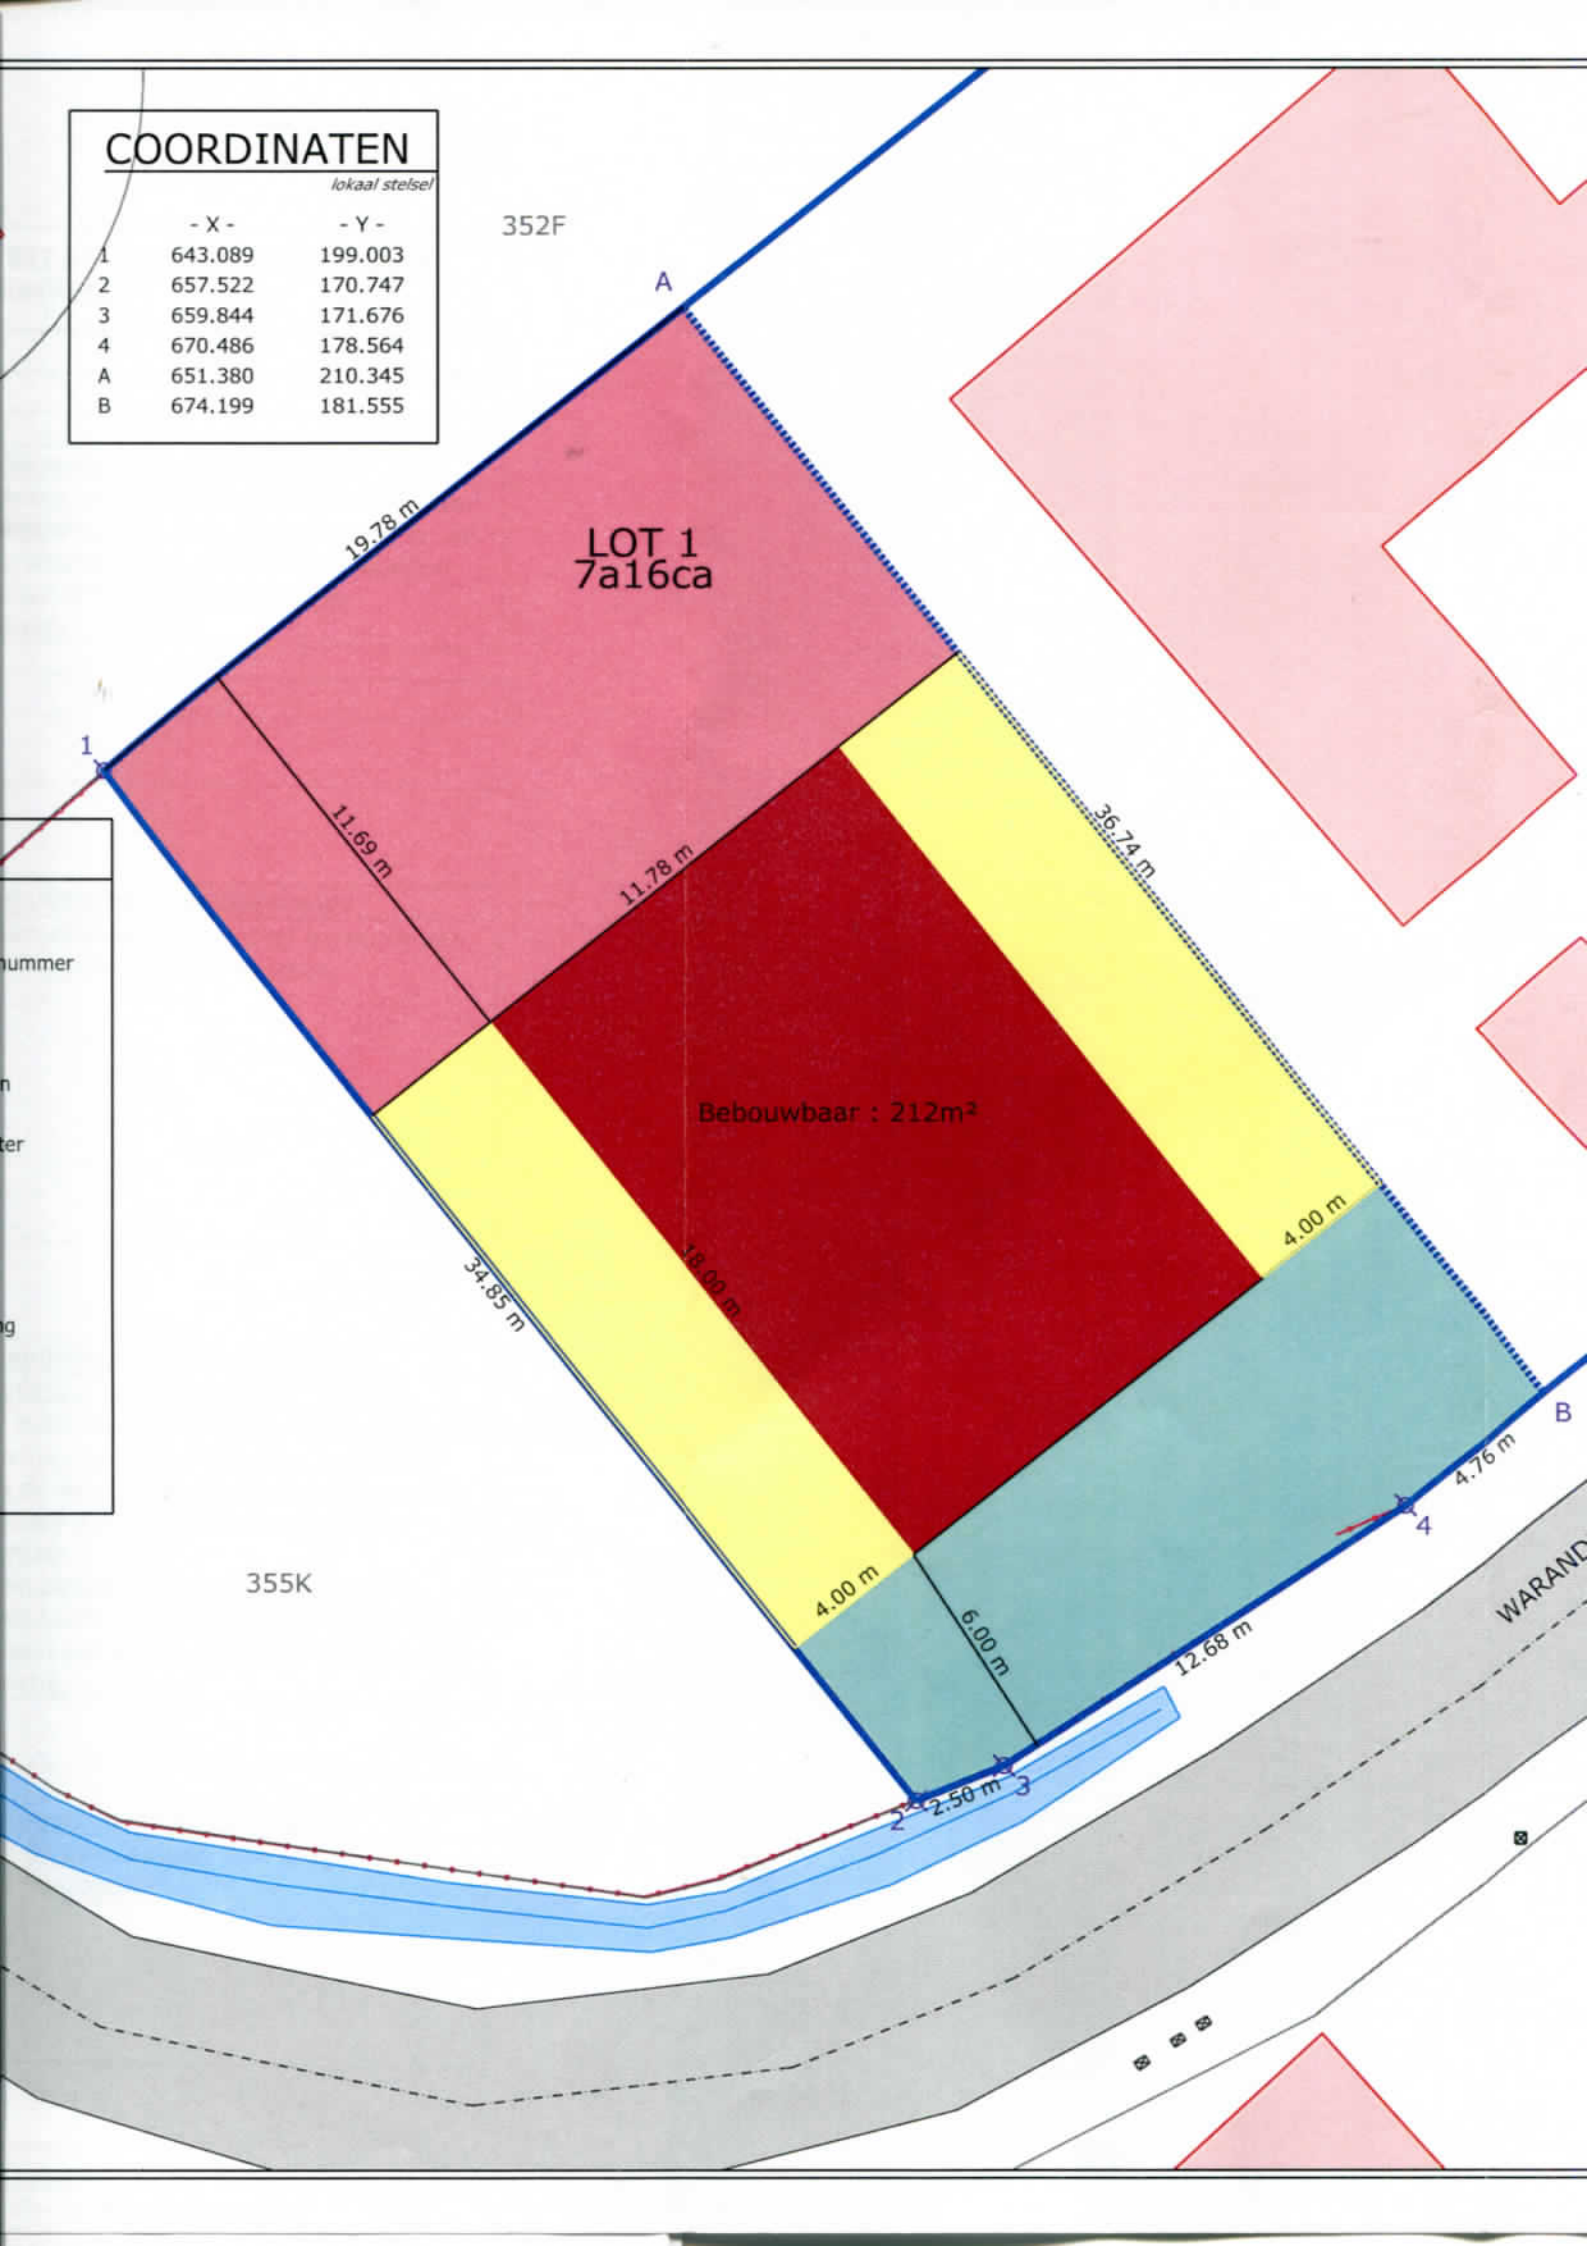 COORDINATEN
lokaal stelsel
- X - - Y -
1 643.089 199.003
2 657.522 170.747
3 659.844 171.676
4 670.486 178.564
A 651.380 210.345
B 674.199 181.555
352F
A
19.78 m
LOT 1
7a16ca
1
11.69 m
11.78 m
36.74 m
nummer
n
ter
Bebouwbaar : 212m²
4.00 m
18.00 m
34.85 m
ng
B
4.76 m
4
355K
WARAND
4.00 m
6.00 m
12.68 m
3
2.50 m
2